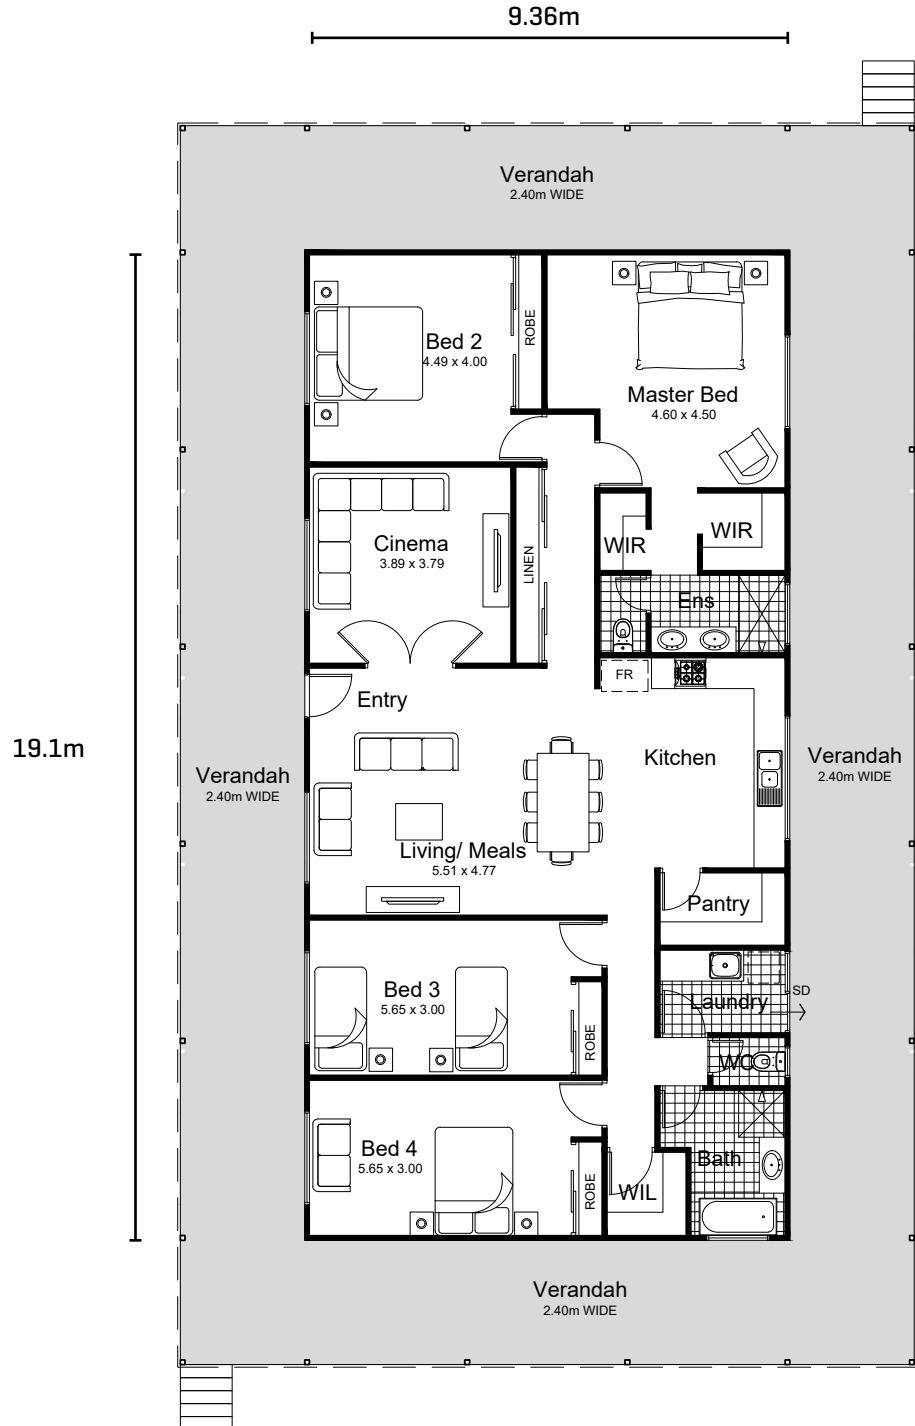 9.36m
Verandah
2.40m WIDE
Bed 2
4.49 x 4.00
ROBE
Master Bed
4.60 x 4.50
Cinema
3.89 x 3.79
LINEN
WIR
WIR
Ens
Entry
FR
Kitchen
19.1m
Verandah
2.40m WIDE
Verandah
2.40m WIDE
Living/ Meals
5.51 x 4.77
Pantry
Bed 3
5.65 x 3.00
ROBE
Laundry
SD
WC
Bed 4
5.65 x 3.00
ROBE
WIL
Bath
Verandah
2.40m WIDE